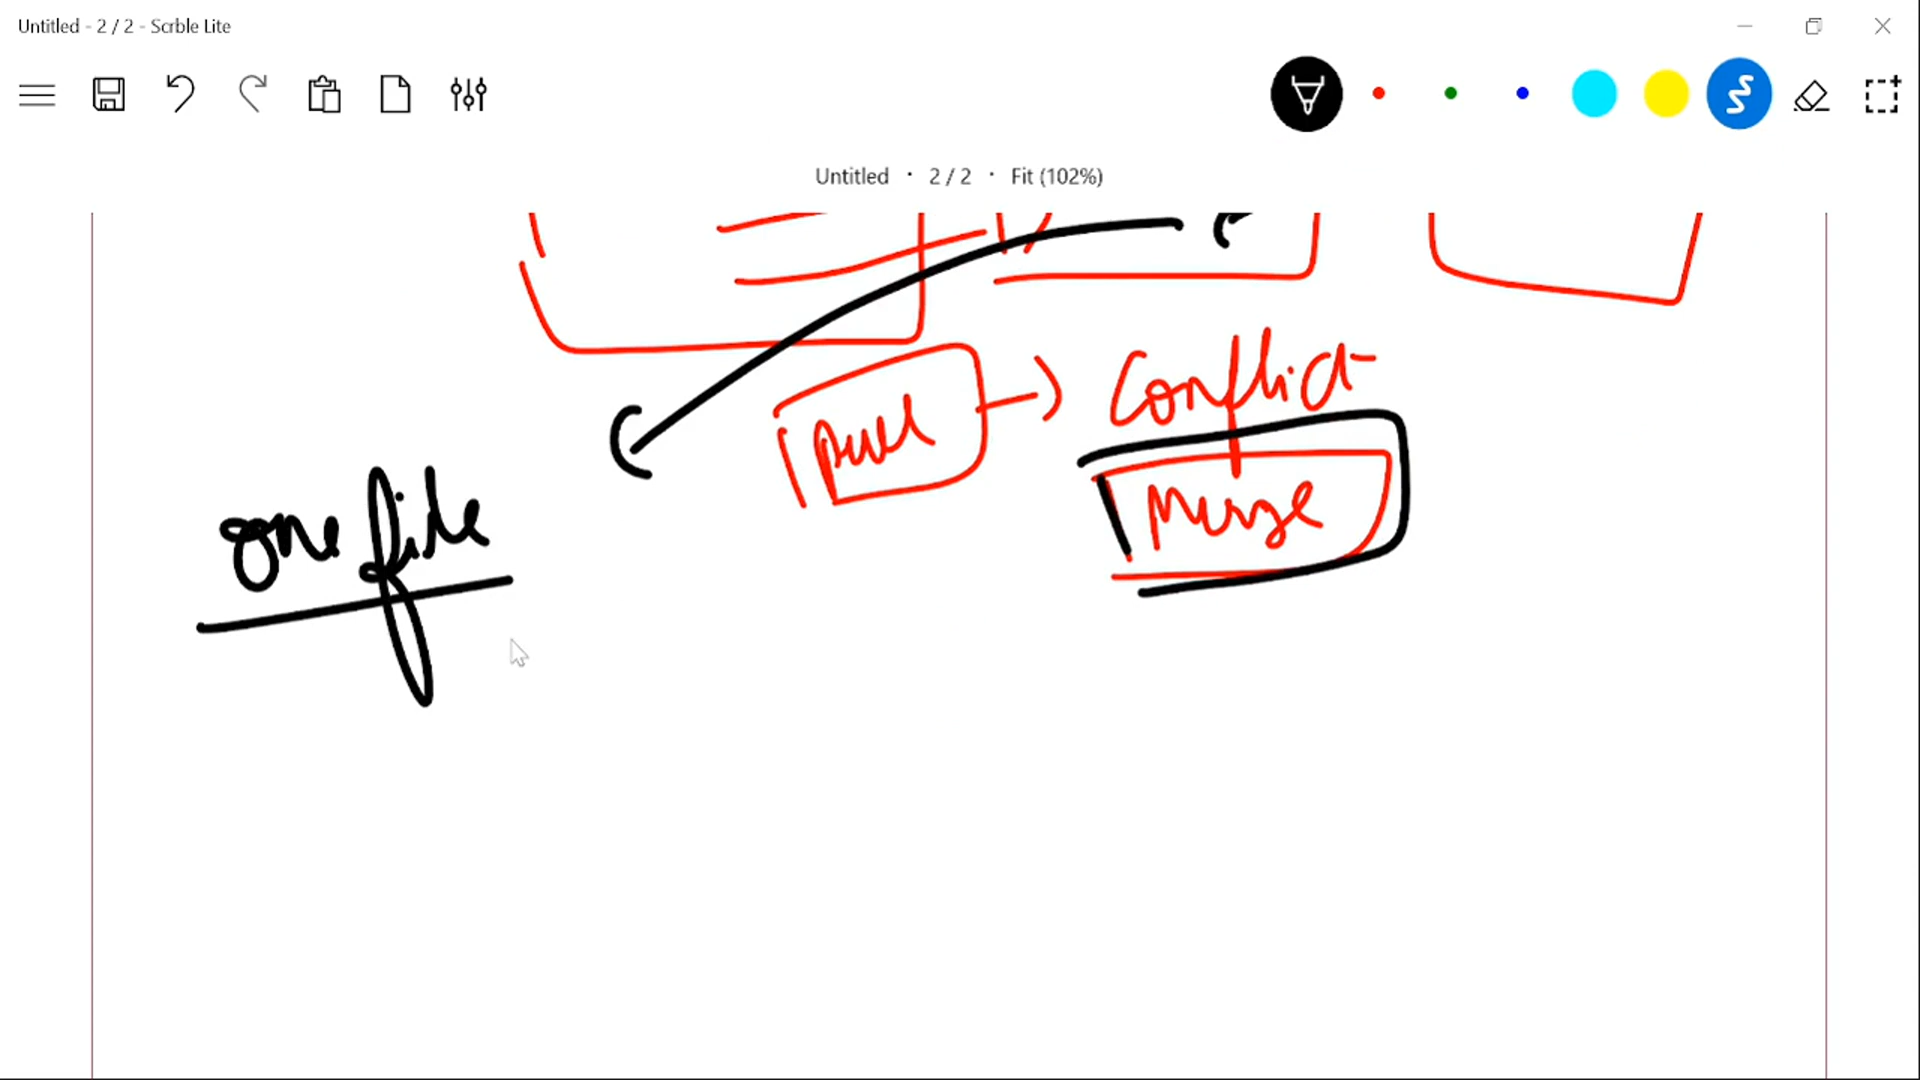 Untitled - 2 / 2 - Scrble Lite
Untitled · 2 / 2 · Fit (102%)
Conflict
pull
Merge
one file